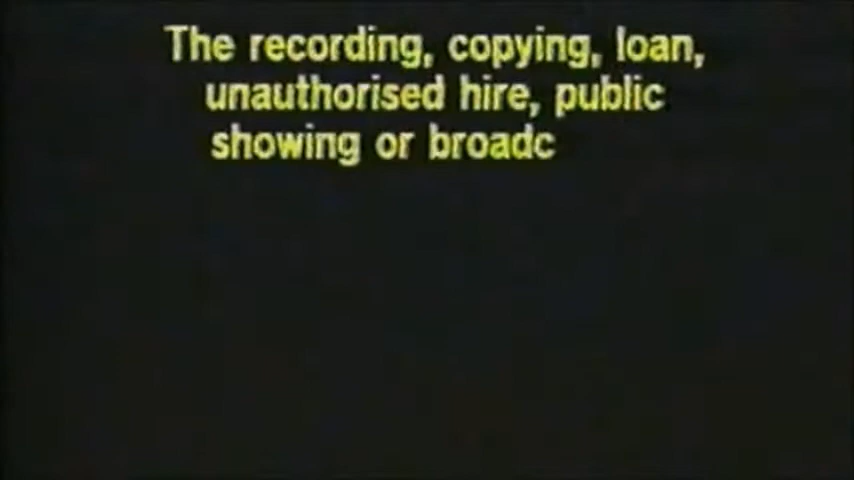 The recording, copying, loan,
unauthorised hire, public
showing or broadc